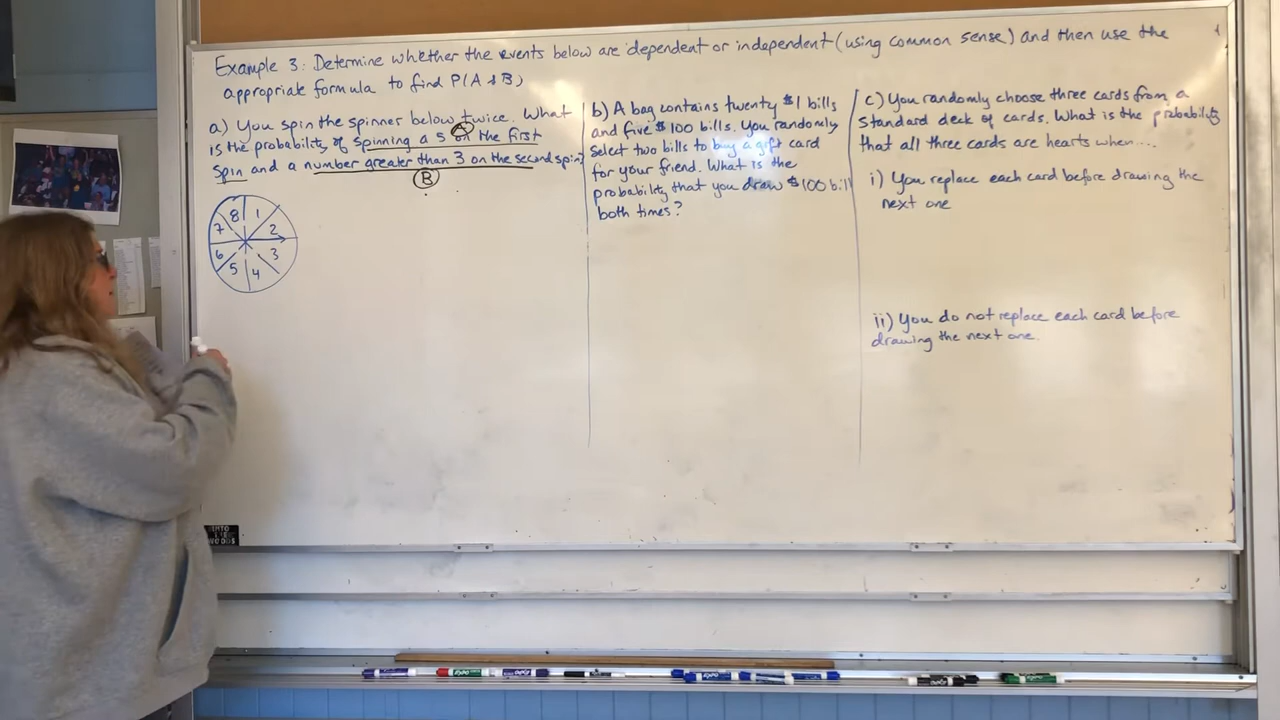 Example 3: Determine whether the events below are dependent or independent (using common sense) and then use the
appropriate formula to find P(A & B)
a) You spin the spinner below twice. What
is the probability of spinning a 5 on the first
spin and a number greater than 3 on the second spin?
A
B
8 1
7 2
6 3
5 4
b) A bag contains twenty $1 bills
and five $100 bills. You randomly
select two bills to buy a gift card
for your friend. What is the
probability that you draw $100 bill
both times?
c) You randomly choose three cards from a
standard deck of cards. What is the probability
that all three cards are hearts when...
i) You replace each card before drawing the
next one
ii) You do not replace each card before
drawing the next one.
INTO
THE
WOODS